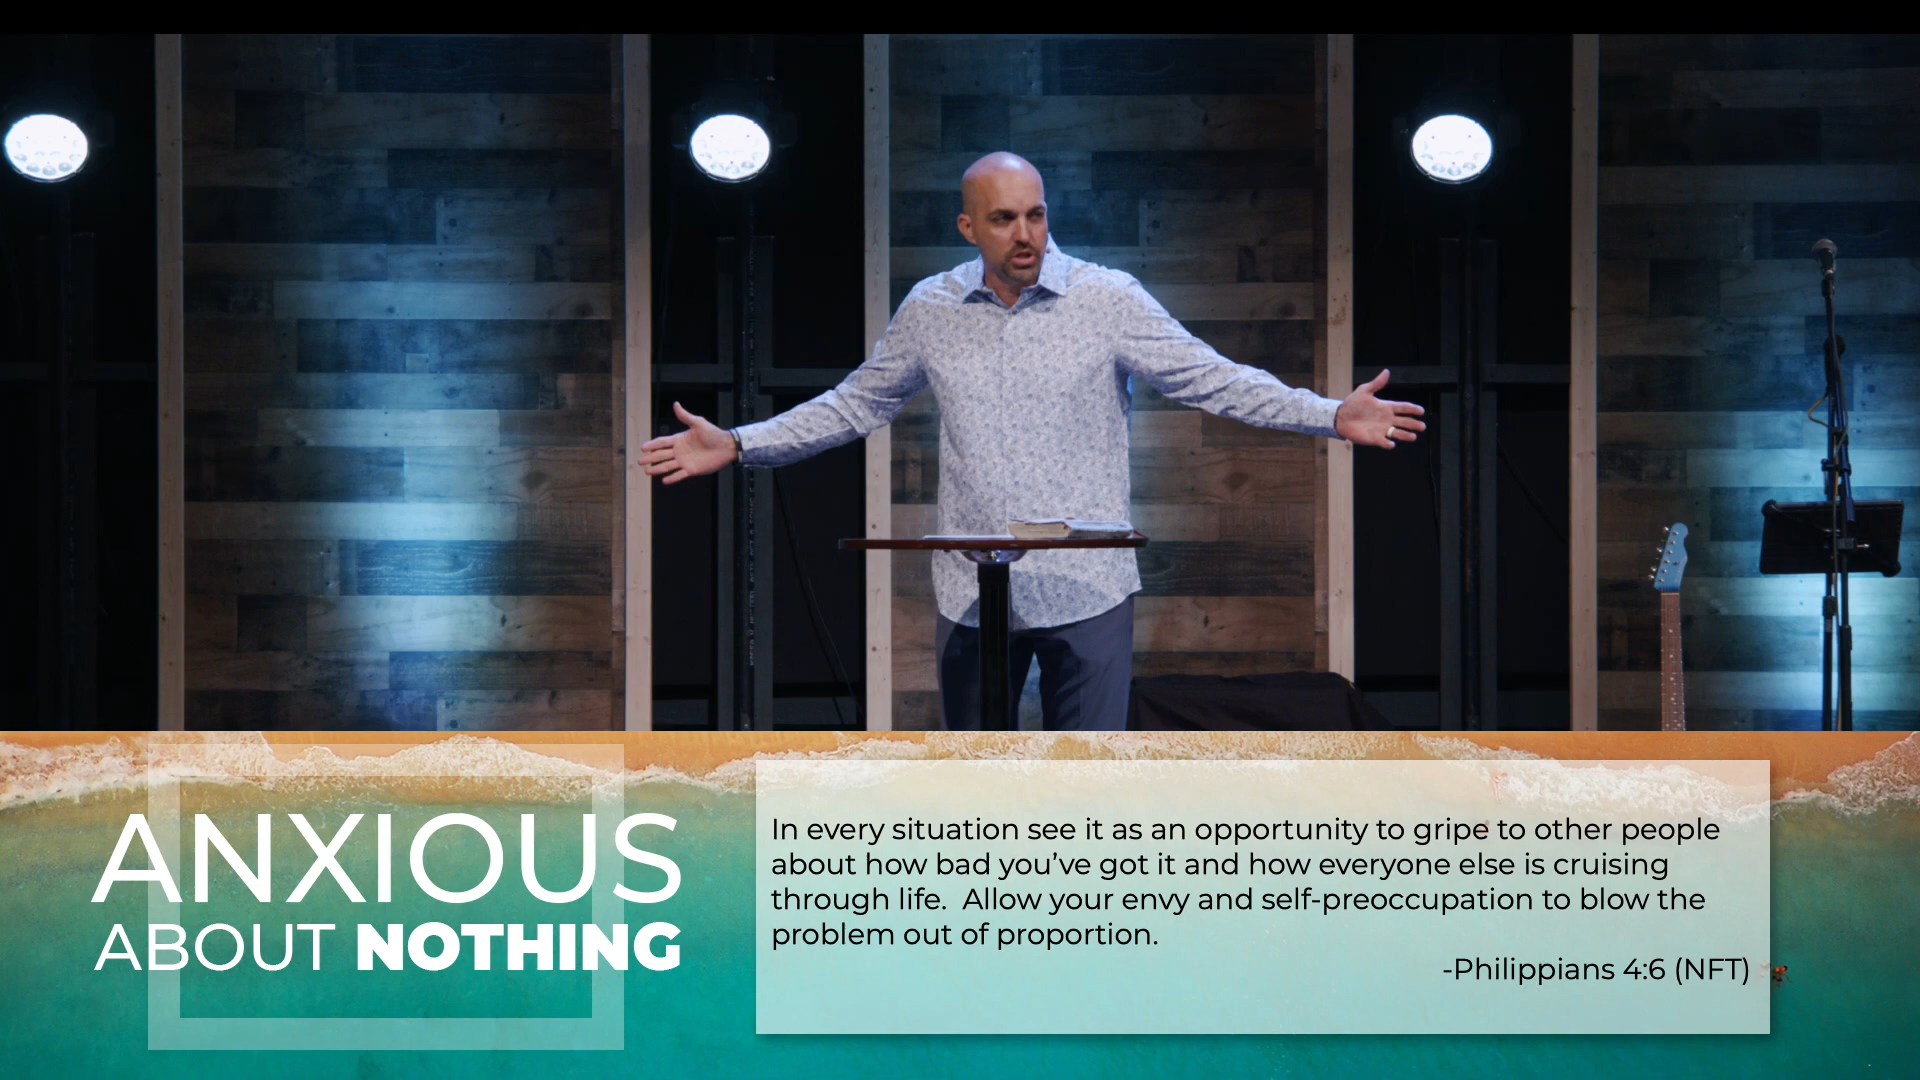 ANXIOUS
ABOUT NOTHING
In every situation see it as an opportunity to gripe to other people
about how bad you’ve got it and how everyone else is cruising
through life.  Allow your envy and self-preoccupation to blow the
problem out of proportion.
-Philippians 4:6 (NFT)